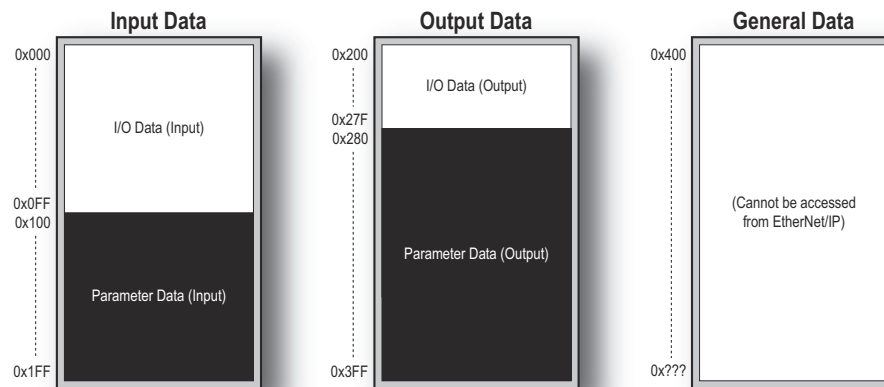 Input Data
0x000
I/O Data (Input)
0x0FF
0x100
Parameter Data (Input)
0x1FF
Output Data
0x200
I/O Data (Output)
0x27F
0x280
Parameter Data (Output)
0x3FF
General Data
0x400
(Cannot be accessed
from EtherNet/IP)
0x???